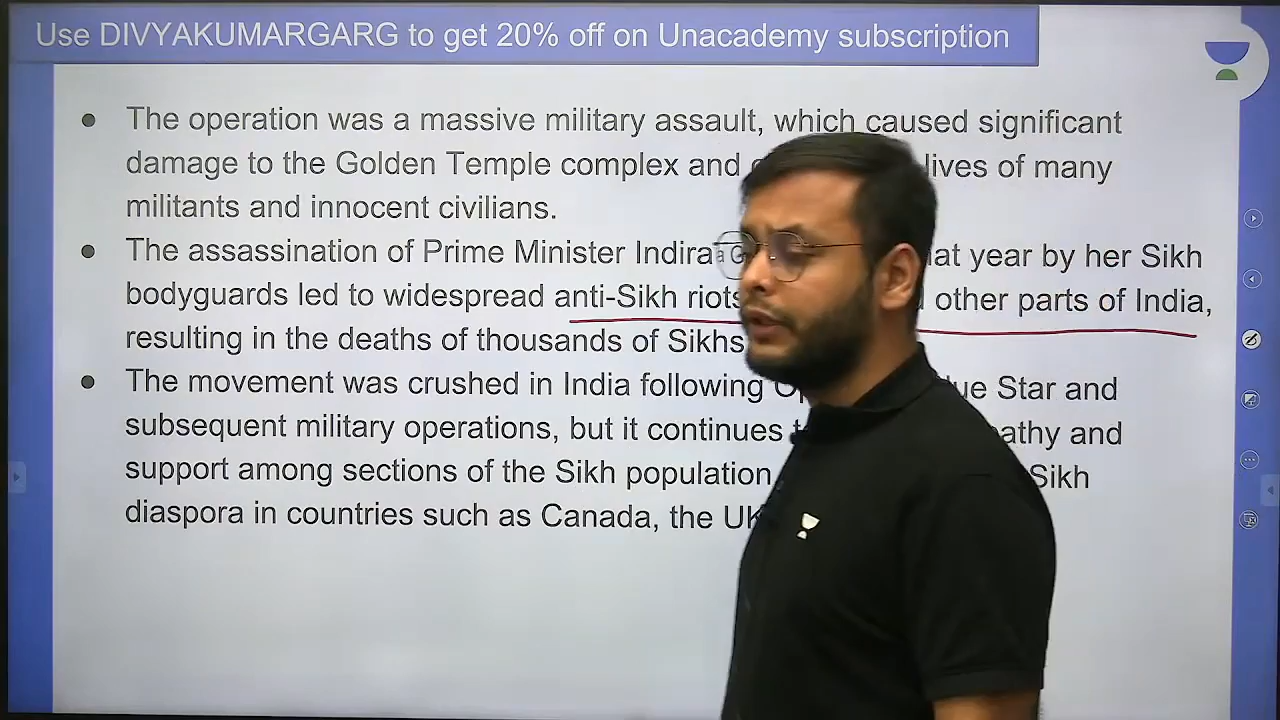 Use DIVYAKUMARGARG to get 20% off on Unacademy subscription
The operation was a massive military assault, which caused significant
damage to the Golden Temple complex and lives of many
militants and innocent civilians.
The assassination of Prime Minister Indira at year by her Sikh
bodyguards led to widespread anti-Sikh riots other parts of India,
resulting in the deaths of thousands of Sikhs
The movement was crushed in India following ue Star and
subsequent military operations, but it continues athy and
support among sections of the Sikh population Sikh
diaspora in countries such as Canada, the UK